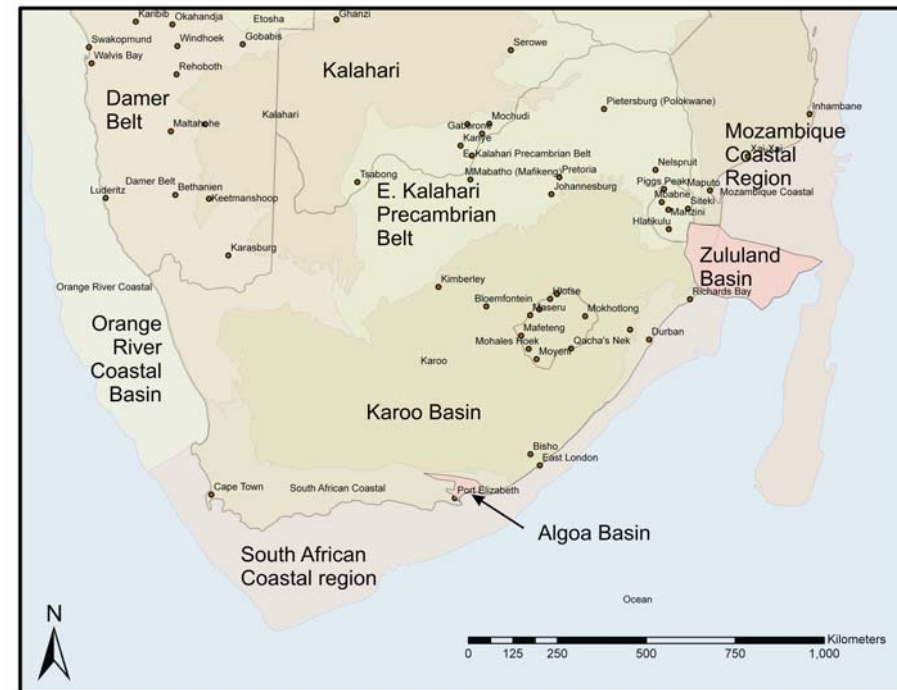 Karibib
Okahandja
Etosha
Ghanzi
Swakopmund
Windhoek
Gobabis
Serowe
Walvis Bay
Rehoboth
Kalahari
Damer
Belt
Pietersburg (Polokwane)
Inhambane
Kalahari
Maltahohe
Mochudi
Gaborone
Kanye
Mozambique
Coastal
Region
Xai-Xai
E. Kalahari Precambrian Belt
Nelspruit
Tsabong
MMabatho (Mafikeng)
Pretoria
Johannesburg
Piggs Peak
Maputo
Mozambique Coastal
Damer Belt
Luderitz
Bethanien
Keetmanshoop
E. Kalahari
Precambrian
Belt
Mbabne
Siteki
Manzini
Hlatikulu
Karasburg
Zululand
Basin
Orange River Coastal
Kimberley
Hlotse
Richards Bay
Bloemfontein
Maseru
Mokhotlong
Orange
River
Coastal
Basin
Mafeteng
Mohales Hoek
Qacha's Nek
Durban
Moyeni
Karoo
Karoo Basin
Bisho
East London
Cape Town
South African Coastal
Port Elizabeth
Algoa Basin
South African
Coastal region
Ocean
N
Kilometers
0 125 250 500 750 1,000